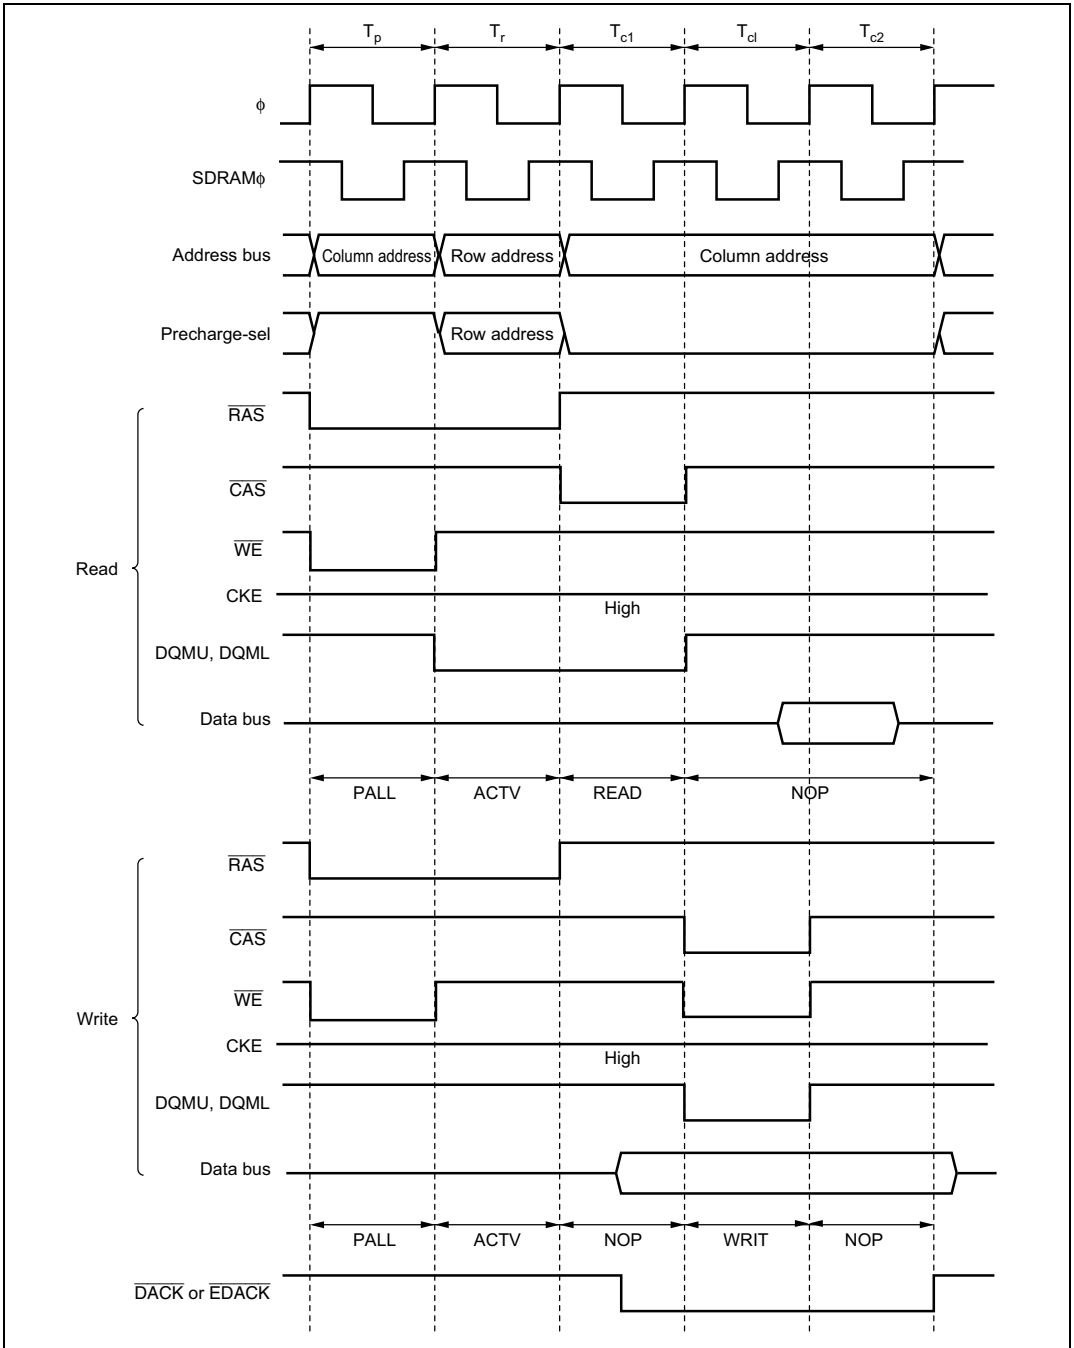 Tp Tr Tc1 Tcl Tc2
ϕ
SDRAMϕ
Address bus Column address Row address Column address
Precharge-sel Row address
Read
RAS
CAS
WE
CKE High
DQMU, DQML
Data bus
PALL ACTV READ NOP
Write
RAS
CAS
WE
CKE High
DQMU, DQML
Data bus
PALL ACTV NOP WRIT NOP
DACK or EDACK